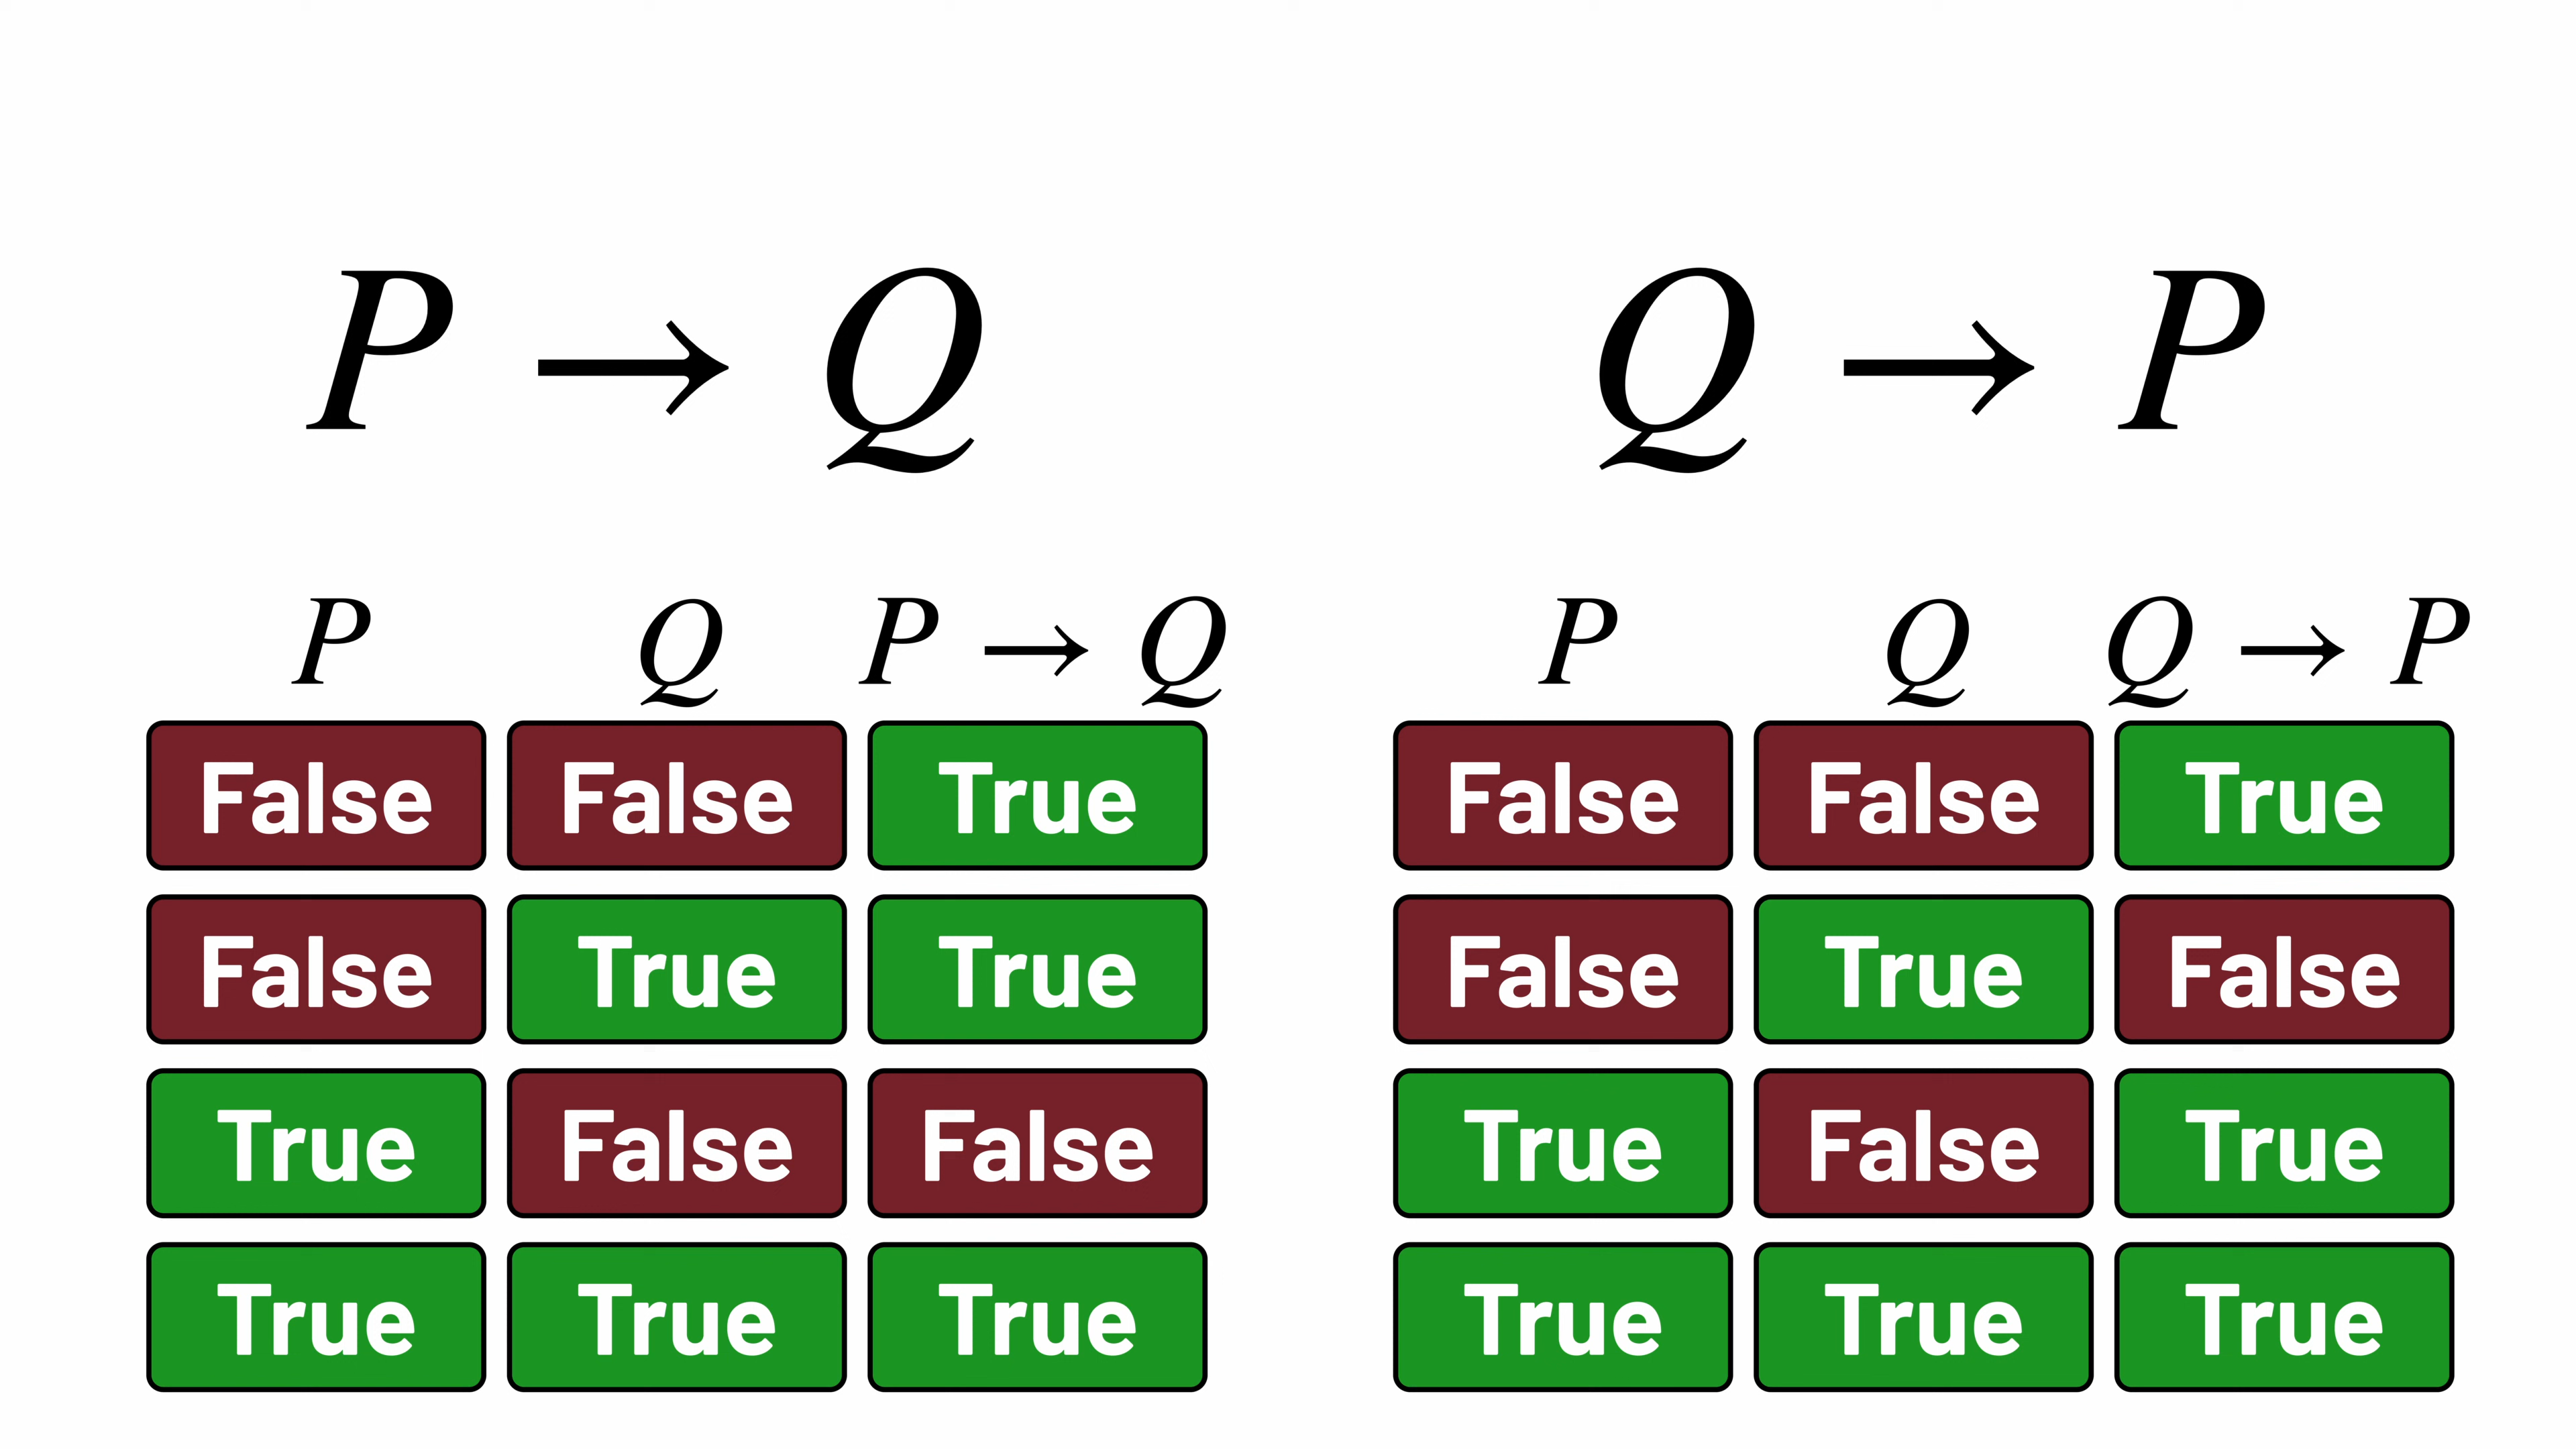 P → Q Q → P
P Q P → Q P Q Q → P
False False True False False True
False True True False True False
True False False True False True
True True True True True True